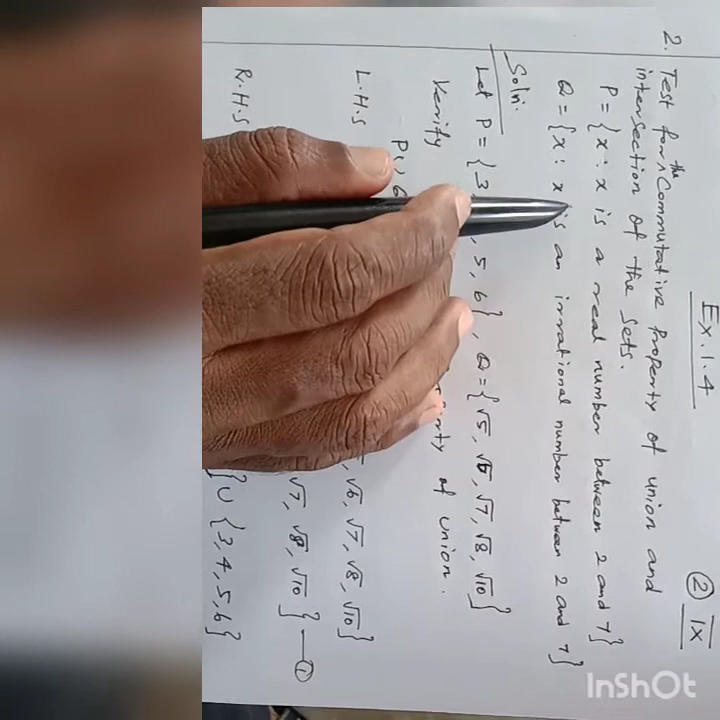 Ex. 1.4
② IX
2. Test for the Commutative Property of union and
intersection of the sets.
P = {x : x is a real number between 2 and 7}
Q = {x : x is an irrational number between 2 and 7}
Soln.
Let P = {3, 5, 6}, Q = {√5, √6, √7, √8, √10}
Verify of union.
L.H.S √6, √7, √8, √10}
√7, √8, √10} — ①
R.H.S } ∪ {3, 4, 5, 6}
InShOt